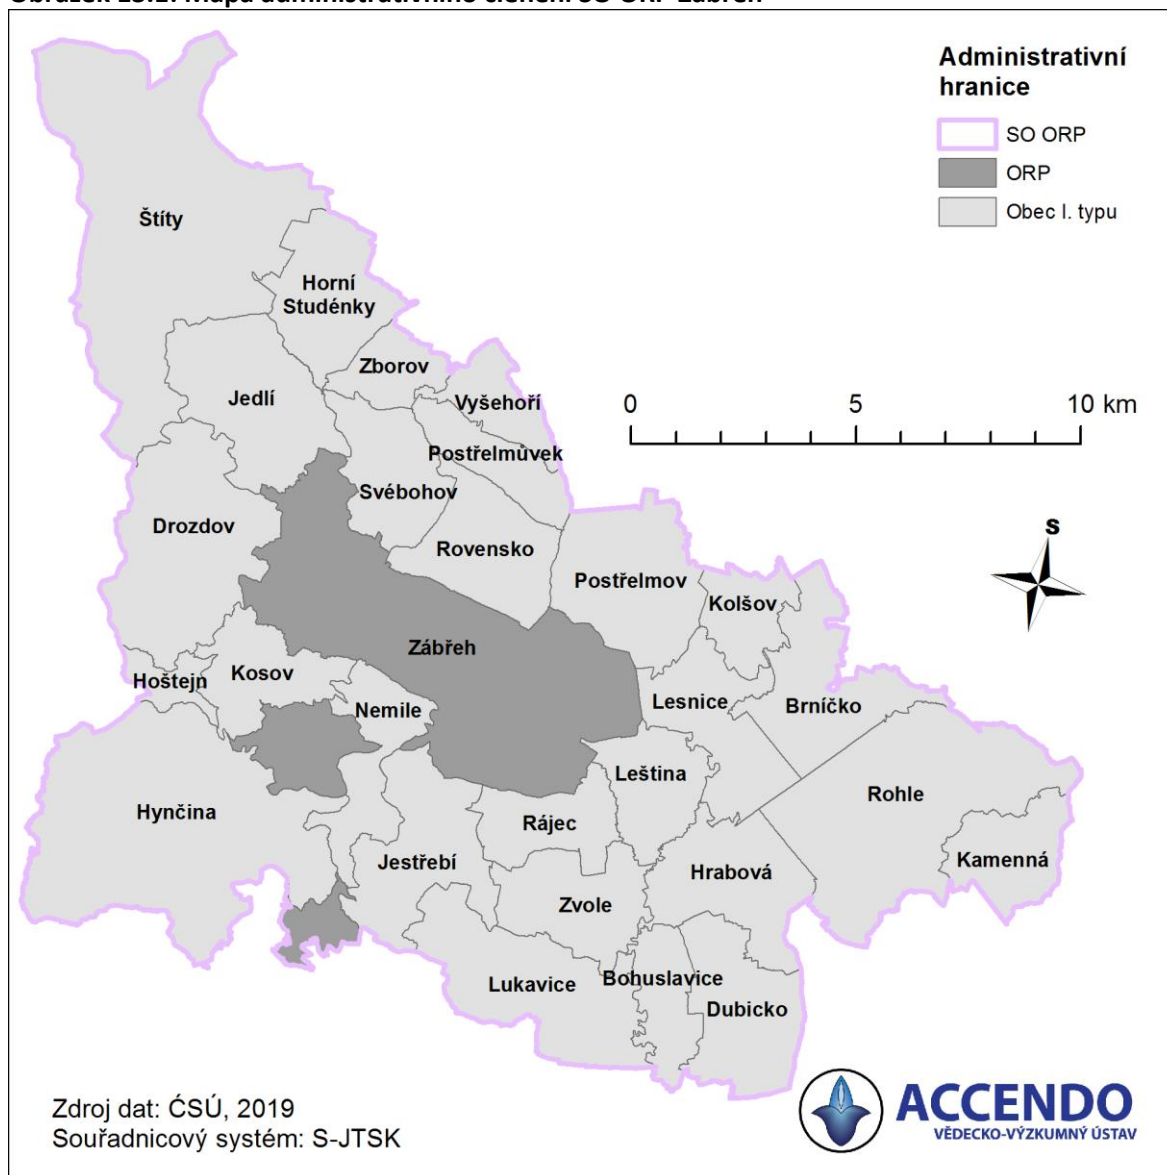 Obrázek 13.1: Mapa administrativního členění SO ORP Zábřeh
Administrativní
hranice
SO ORP
ORP
Obec I. typu
Štíty
Horní
Studénky
Zborov
Jedlí
Vyšehoří
0 5 10 km
Postřelmůvek
Svébohov
Drozdov
Rovensko
S
Postřelmov
Kolšov
Zábřeh
Hoštejn
Kosov
Nemile
Lesnice
Brníčko
Leština
Rohle
Hynčina
Rájec
Jestřebí
Hrabová
Kamenná
Zvole
Lukavice
Bohuslavice
Dubicko
Zdroj dat: ĆSÚ, 2019
Souřadnicový systém: S-JTSK
ACCENDO
VĚDECKO-VÝZKUMNÝ ÚSTAV